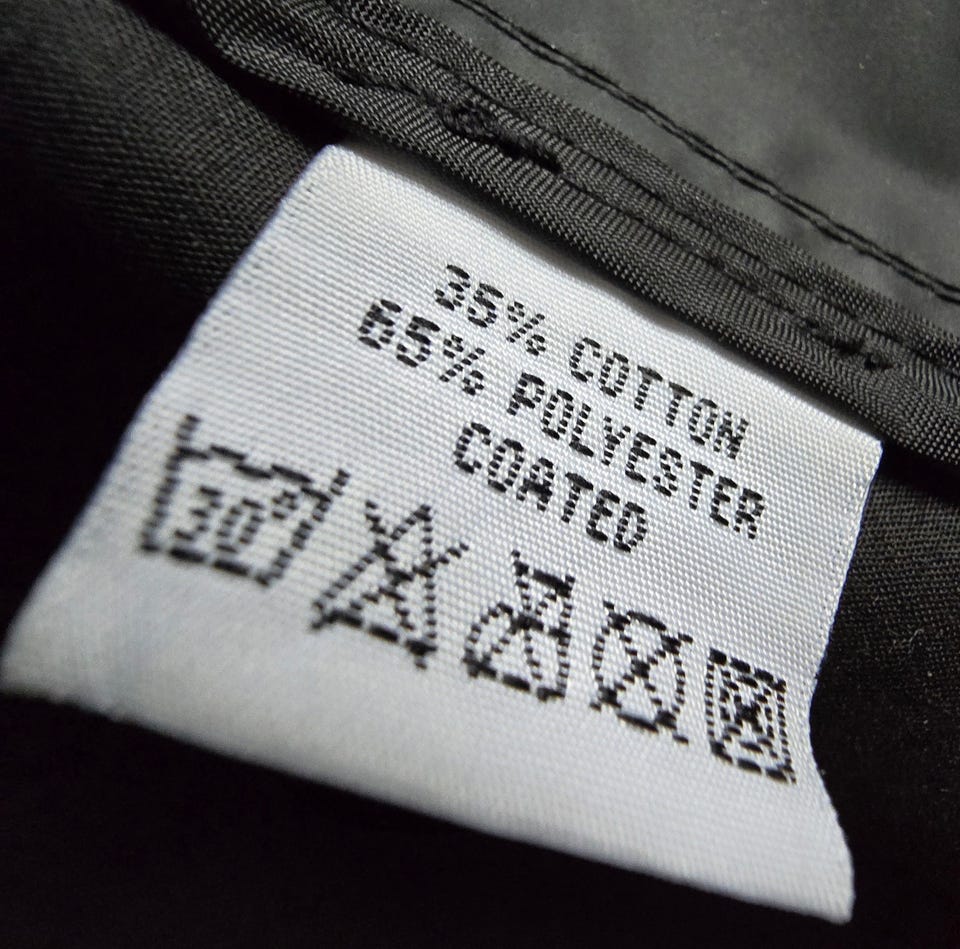 35% COTTON
65% POLYESTER
COATED
30°